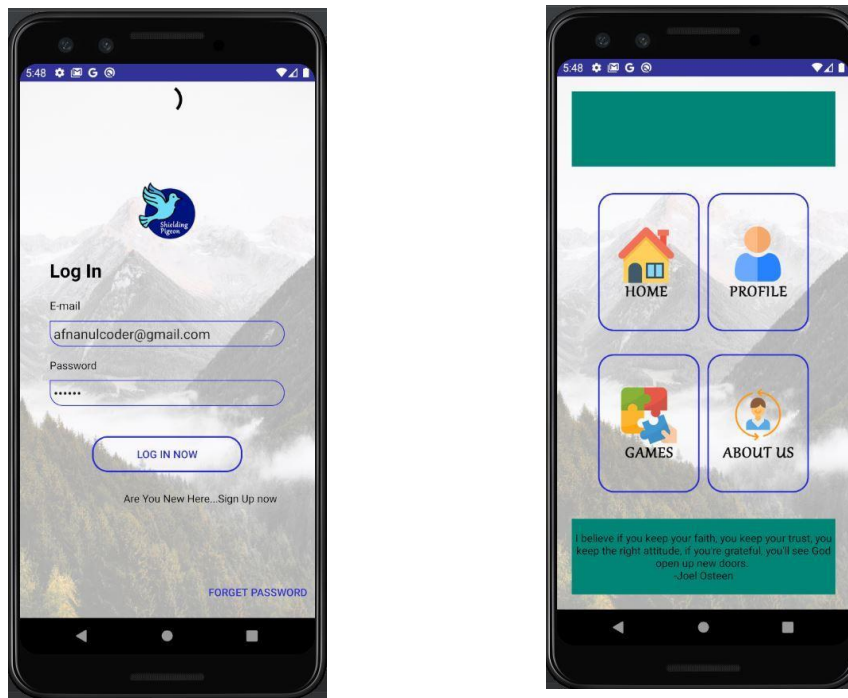 5:48
Shielding
Pigeon
Log In
E-mail
afnanulcoder@gmail.com
Password
••••••
LOG IN NOW
Are You New Here...Sign Up now
FORGET PASSWORD
5:48
HOME
PROFILE
GAMES
ABOUT US
I believe if you keep your faith, you keep your trust, you
keep the right attitude, if you're grateful, you'll see God
open up new doors.
-Joel Osteen